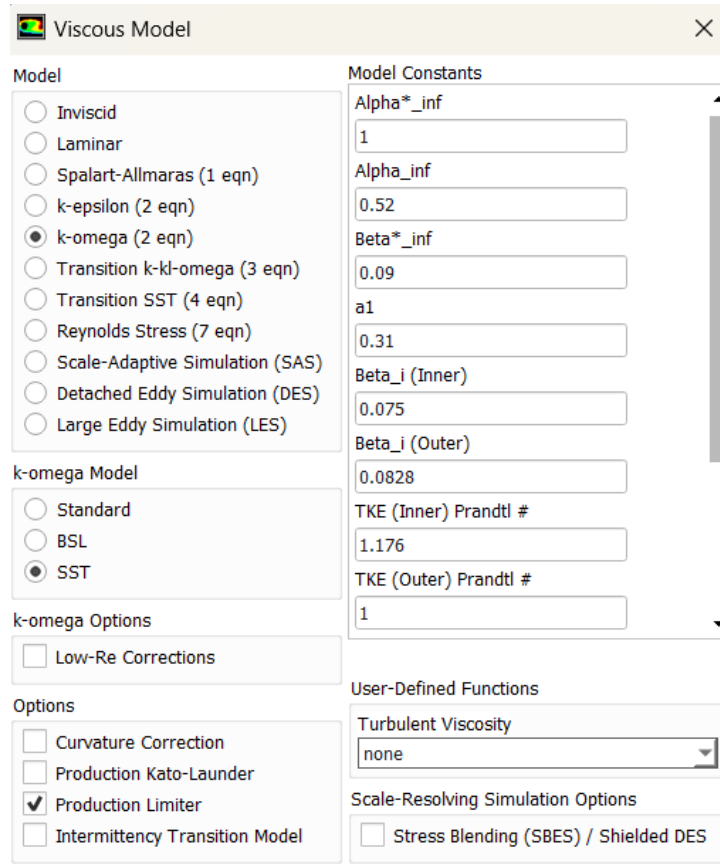 Viscous Model
Model
Inviscid
Laminar
Spalart-Allmaras (1 eqn)
k-epsilon (2 eqn)
k-omega (2 eqn)
Transition k-kl-omega (3 eqn)
Transition SST (4 eqn)
Reynolds Stress (7 eqn)
Scale-Adaptive Simulation (SAS)
Detached Eddy Simulation (DES)
Large Eddy Simulation (LES)
k-omega Model
Standard
BSL
SST
k-omega Options
Low-Re Corrections
Options
Curvature Correction
Production Kato-Launder
Production Limiter
Intermittency Transition Model
Model Constants
Alpha*_inf
1
Alpha_inf
0.52
Beta*_inf
0.09
a1
0.31
Beta_i (Inner)
0.075
Beta_i (Outer)
0.0828
TKE (Inner) Prandtl #
1.176
TKE (Outer) Prandtl #
1
User-Defined Functions
Turbulent Viscosity
none
Scale-Resolving Simulation Options
Stress Blending (SBES) / Shielded DES